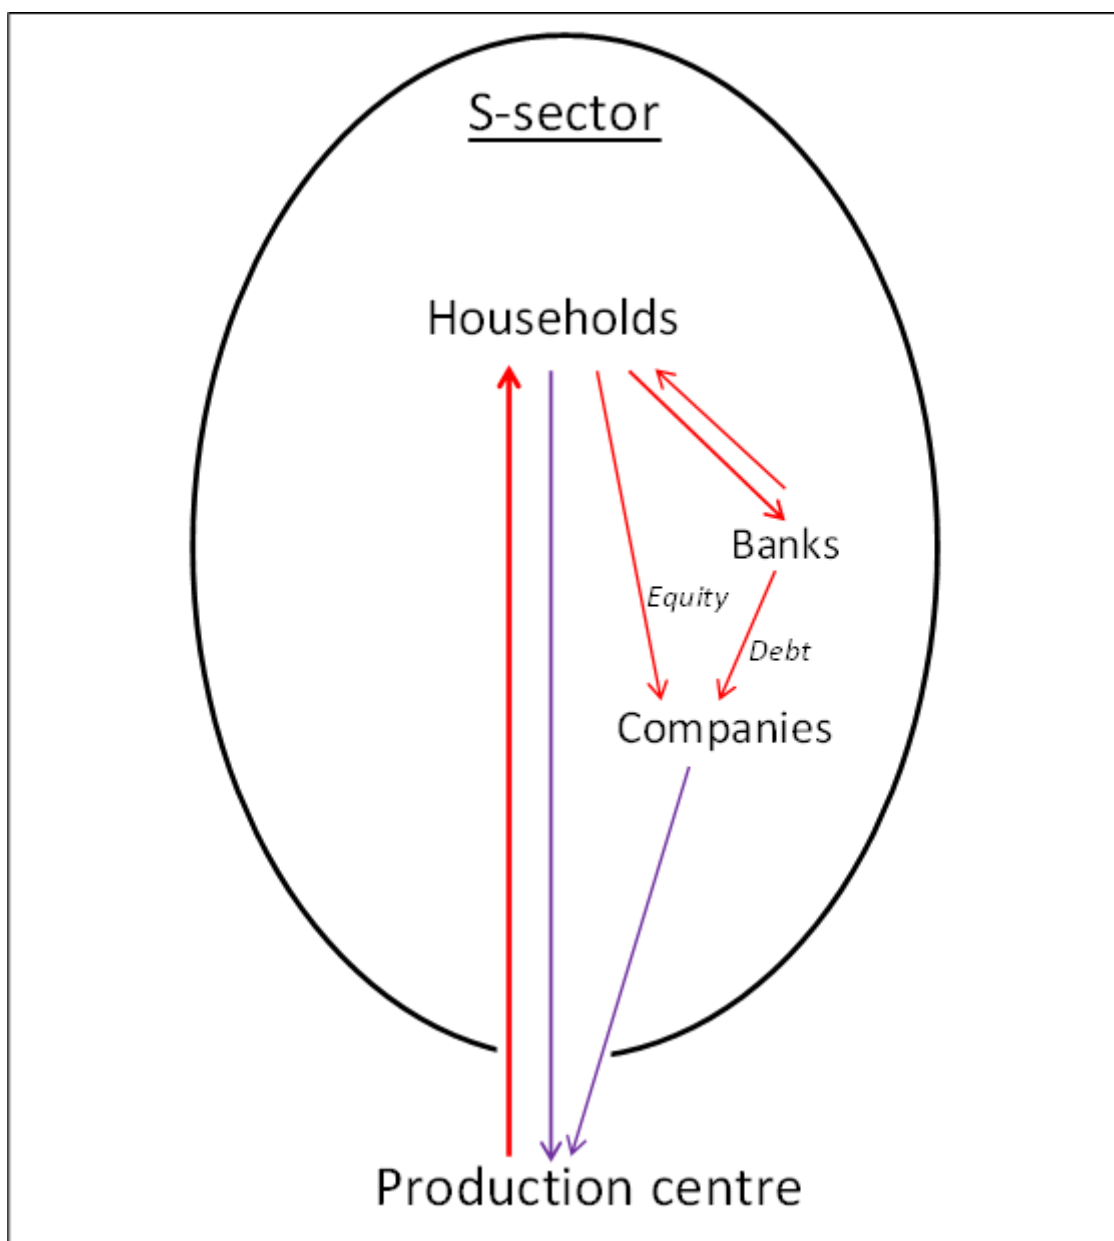 S-sector
Households
Banks
Equity
Debt
Companies
Production centre